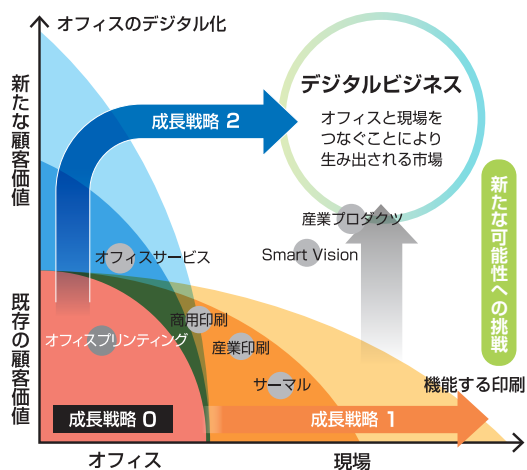 オフィスのデジタル化
新たな顧客価値
既存の顧客価値
成長戦略 2
デジタルビジネス
オフィスと現場を
つなぐことにより
生み出される市場
新たな可能性への挑戦
産業プロダクツ
Smart Vision
オフィスサービス
商用印刷
オフィスプリンティング
産業印刷
サーマル
機能する印刷
成長戦略 0
成長戦略 1
オフィス
現場